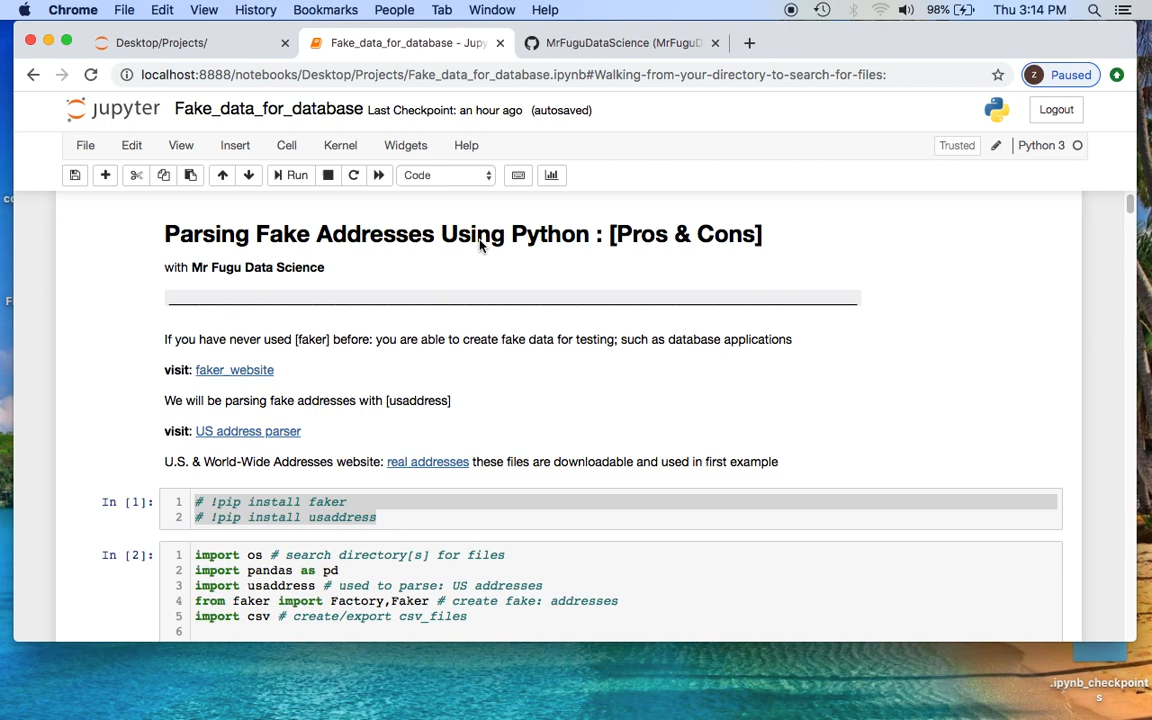 Chrome File Edit View History Bookmarks People Tab Window Help 98% Thu 3:14 PM
Desktop/Projects/ Fake_data_for_database - Jupy MrFuguDataScience (MrFuguD
localhost:8888/notebooks/Desktop/Projects/Fake_data_for_database.ipynb#Walking-from-your-directory-to-search-for-files: Z Paused
jupyter Fake_data_for_database Last Checkpoint: an hour ago (autosaved) Logout
File Edit View Insert Cell Kernel Widgets Help Trusted Python 3
Run Code
Parsing Fake Addresses Using Python : [Pros & Cons]
with Mr Fugu Data Science
If you have never used [faker] before: you are able to create fake data for testing; such as database applications
visit: faker_website
We will be parsing fake addresses with [usaddress]
visit: US address parser
U.S. & World-Wide Addresses website: real addresses these files are downloadable and used in first example
In [1]: 1 # !pip install faker
2 # !pip install usaddress
In [2]: 1 import os # search directory[s] for files
2 import pandas as pd
3 import usaddress # used to parse: US addresses
4 from faker import Factory,Faker # create fake: addresses
5 import csv # create/export csv_files
6
.ipynb_checkpoint
s